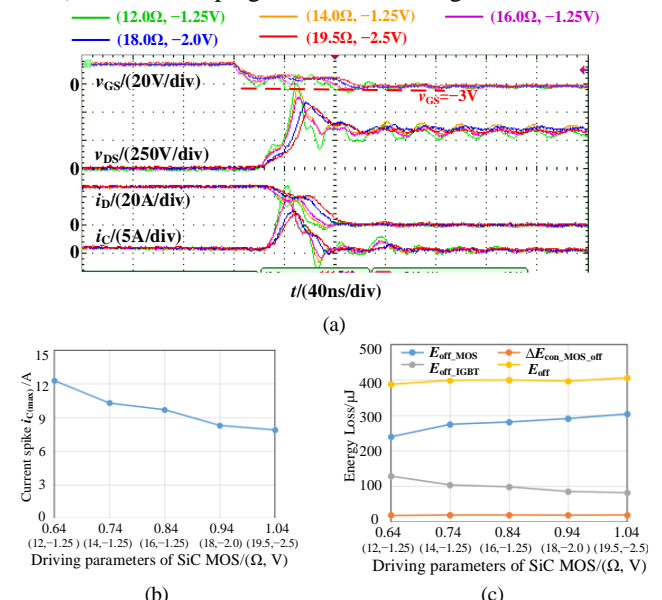 (12.0Ω, −1.25V) (14.0Ω, −1.25V) (16.0Ω, −1.25V)
(18.0Ω, −2.0V) (19.5Ω, −2.5V)
0 vGS/(20V/div)
vGS=−3V
vDS/(250V/div)
0
iD/(20A/div)
0
iC/(5A/div)
0
t/(40ns/div)
(a)
Current spike iC(max) /A
15
12
9
6
3
0
0.64 0.74 0.84 0.94 1.04
(12,−1.25) (14,−1.25) (16,−1.25) (18,−2.0) (19.5,−2.5)
Driving parameters of SiC MOS/(Ω, V)
(b)
Energy Loss/μJ
500
400
300
200
100
0
Eoff_MOS ΔEcon_MOS_off
Eoff_IGBT Eoff
0.64 0.74 0.84 0.94 1.04
(12,−1.25) (14,−1.25) (16,−1.25) (18,−2.0) (19.5,−2.5)
Driving parameters of SiC MOS/(Ω, V)
(c)